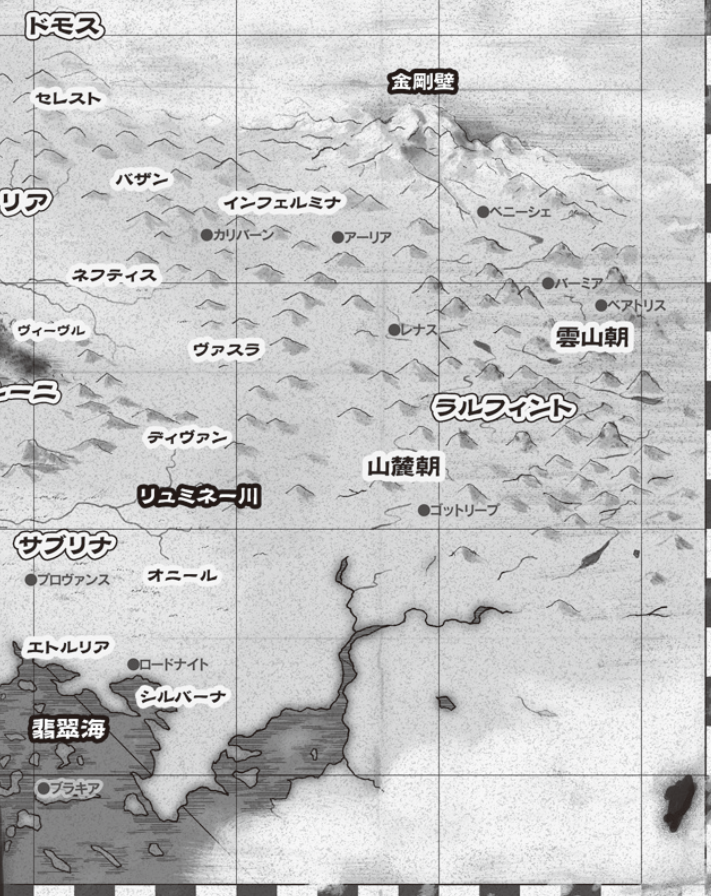 ドモス
金剛壁
セレスト
バザン
リア
インフェルミナ
●ベニーシェ
●カリバーン
●アーリア
ネフティス
●バーミア
●ベアトリス
ヴィーヴル
●レナス
雲山朝
ヴァスラ
ーニ
ラルフィント
ディヴァン
山麓朝
リュミネー川
●ゴットリープ
サブリナ
●プロヴァンス
オニール
エトルリア
●ロードナイト
シルバーナ
翡翠海
●ブラキア